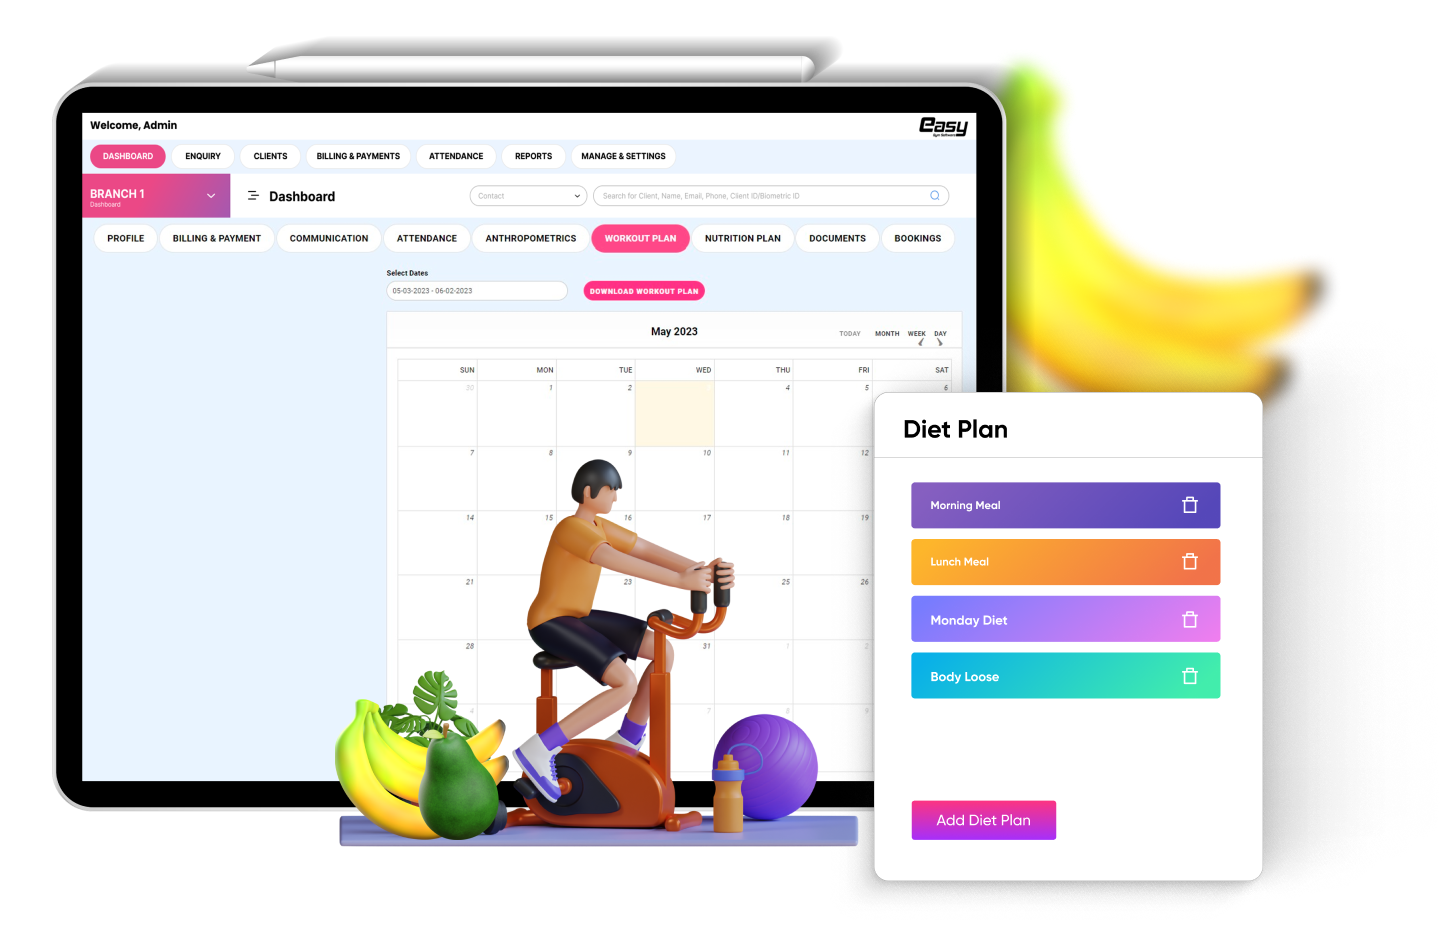 Welcome, Admin
easy
Gym Software
DASHBOARD ENQUIRY CLIENTS BILLING & PAYMENTS ATTENDANCE REPORTS MANAGE & SETTINGS
BRANCH 1
Dashboard
Dashboard
Contact
Search for Client, Name, Email, Phone, Client ID/Biometric ID
PROFILE BILLING & PAYMENT COMMUNICATION ATTENDANCE ANTHROPOMETRICS WORKOUT PLAN NUTRITION PLAN DOCUMENTS BOOKINGS
Select Dates
05-03-2023 - 06-02-2023
DOWNLOAD WORKOUT PLAN
May 2023
TODAY MONTH WEEK DAY
SUN MON TUE WED THU FRI SAT
30 1 2 4 5 6
7 8 9 10 11 12
14 15 16 17 18 19
21 23 25 26
28 31 1 2
4 7 8 9
Diet Plan
Morning Meal
Lunch Meal
Monday Diet
Body Loose
Add Diet Plan